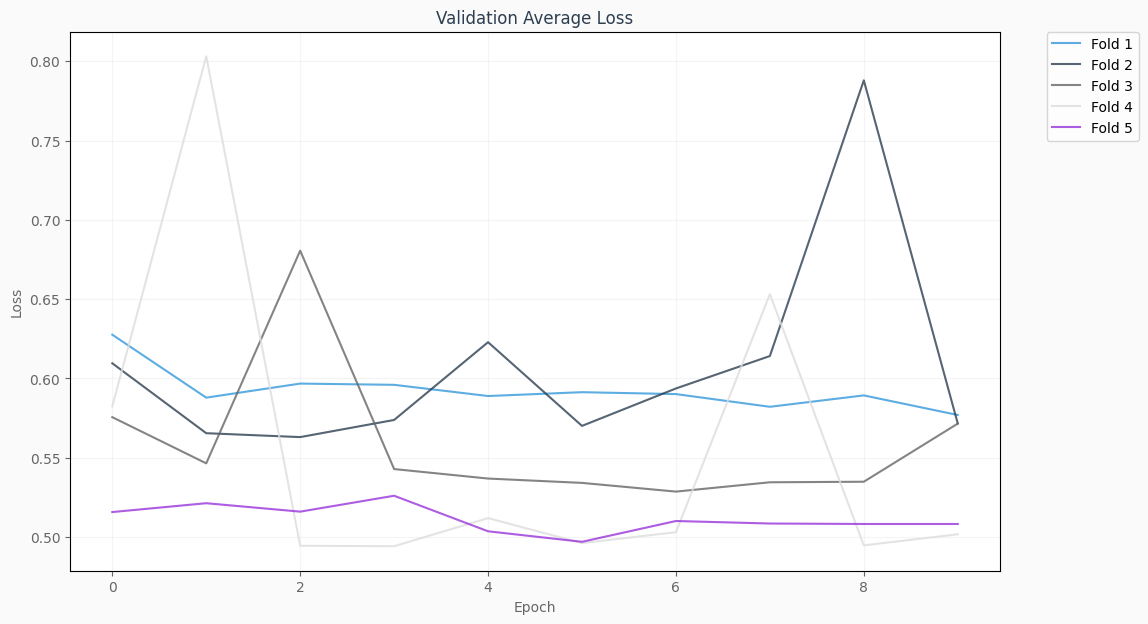 Validation Average Loss
Fold 1
Fold 2
Fold 3
Fold 4
Fold 5
Loss
0.80
0.75
0.70
0.65
0.60
0.55
0.50
0 2 4 6 8
Epoch